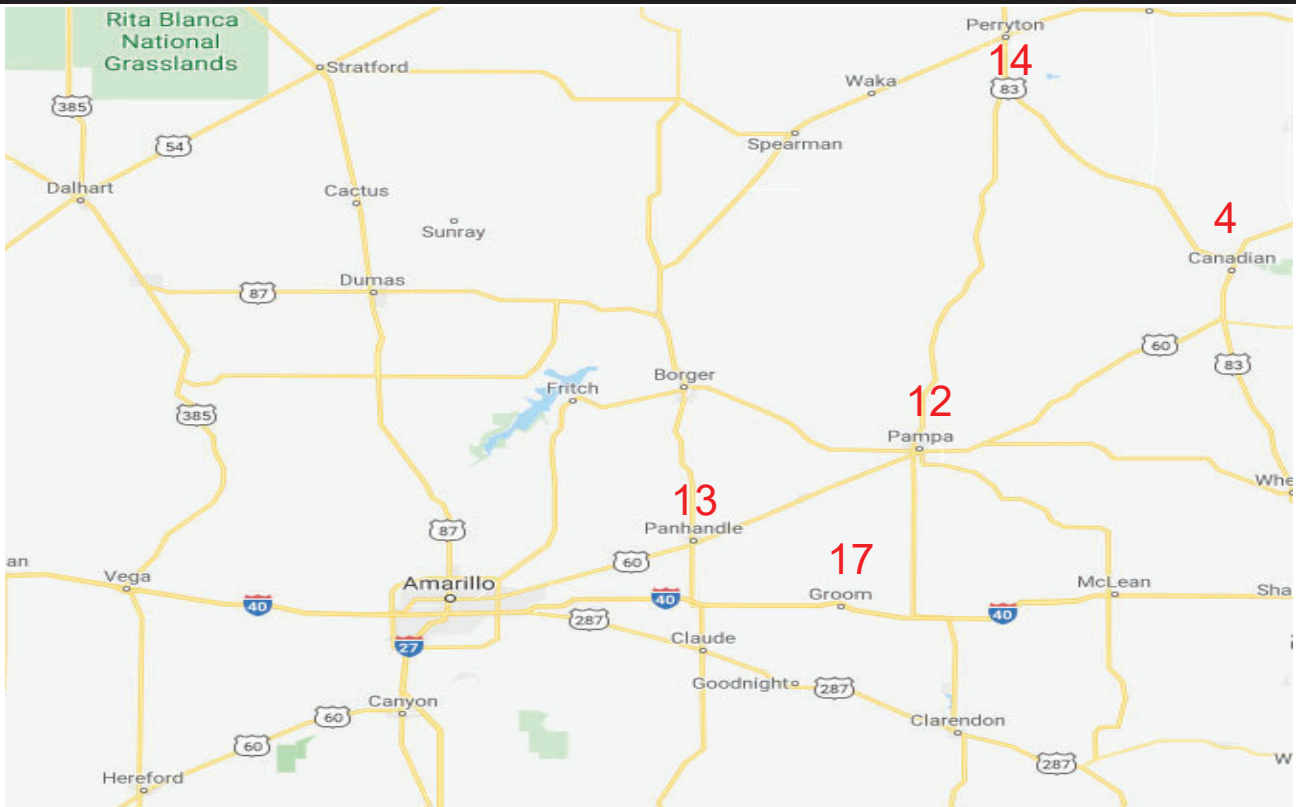 Rita Blanca
National
Grasslands
Perryton
Stratford
14
Waka
385
83
54
Spearman
Dalhart
Cactus
Sunray
4
Canadian
Dumas
87
60
83
Borger
Fritch
385
12
Pampa
Whe
13
87
Panhandle
17
60
an
Vega
Amarillo
McLean
Sha
40
40
Groom
40
287
27
Claude
Goodnight
287
Canyon
60
Clarendon
60
287
W
Hereford